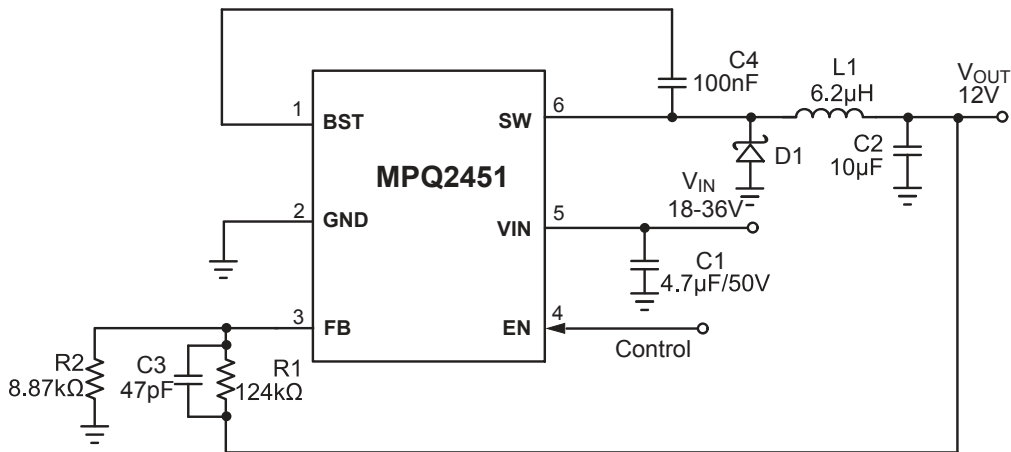 C4
100nF
L1
6.2µH
VOUT
12V
1
BST
SW
6
D1
C2
10µF
MPQ2451
VIN
18-36V
2
GND
VIN
5
C1
4.7µF/50V
3
FB
EN
4
Control
R2
8.87kΩ
C3
47pF
R1
124kΩ